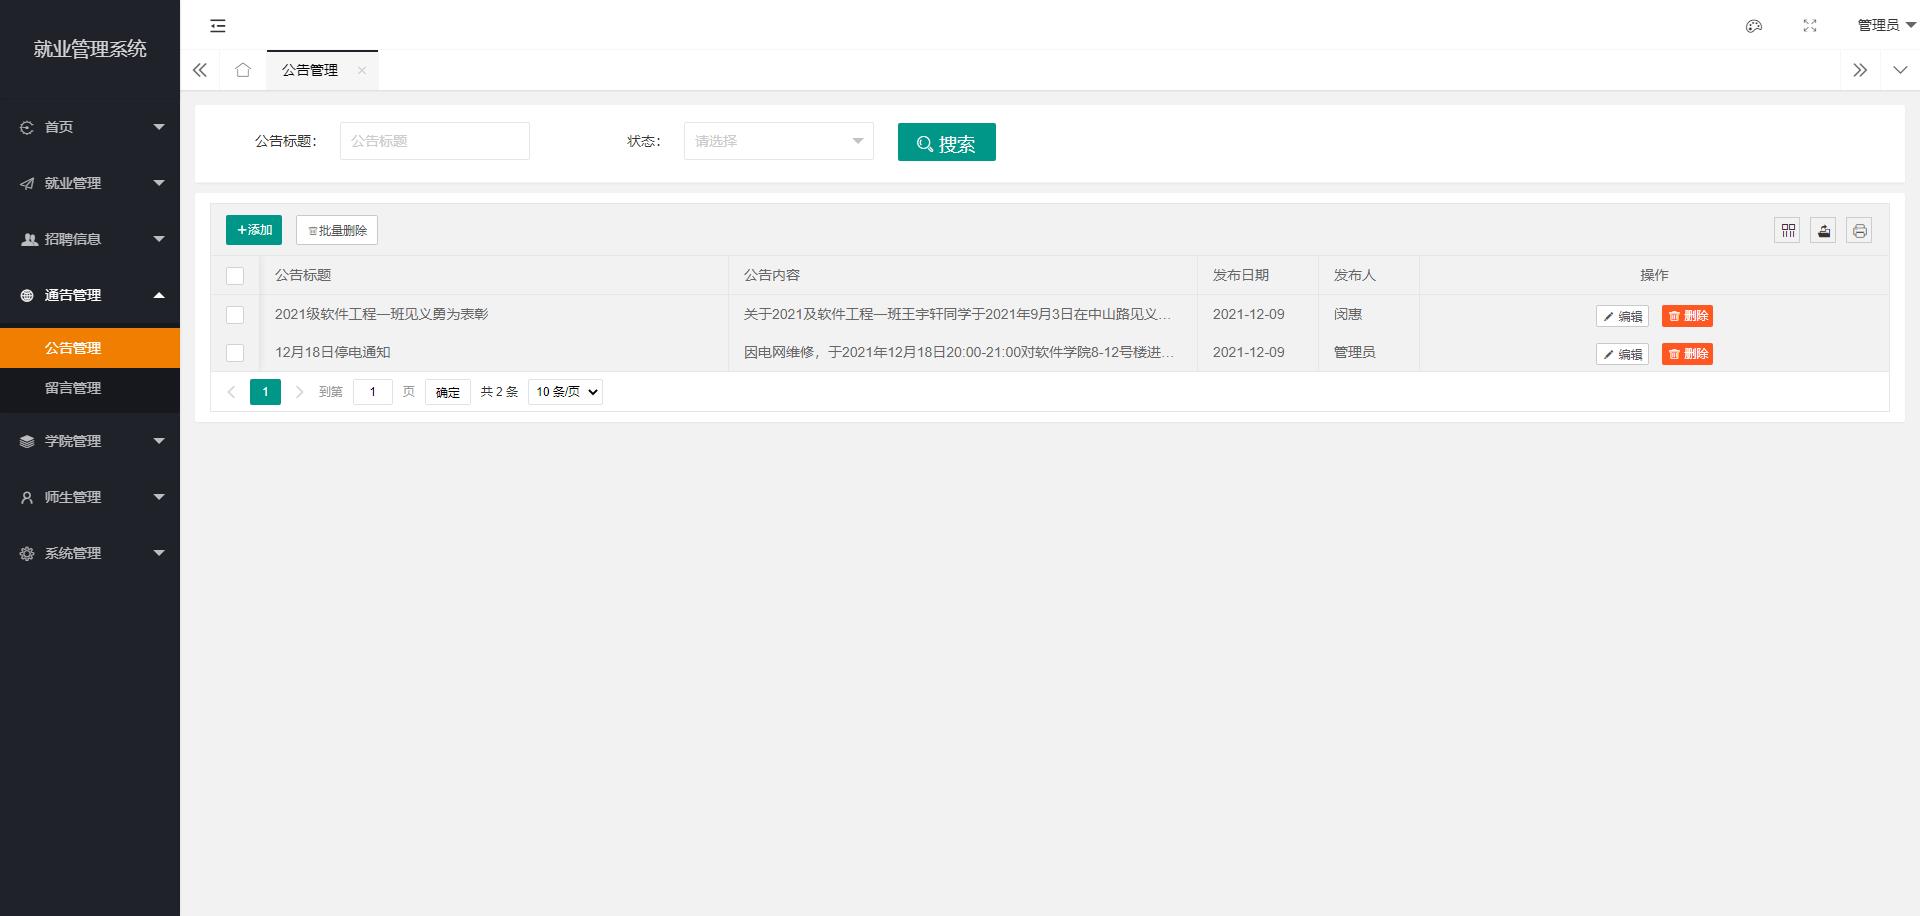 就业管理系统
管理员
首页
就业管理
招聘信息
通告管理
公告管理
留言管理
学院管理
师生管理
系统管理
公告管理
公告标题：
公告标题
状态：
请选择
搜索
添加
批量删除
公告标题 公告内容 发布日期 发布人 操作
2021级软件工程一班见义勇为表彰 关于2021及软件工程一班王宇轩同学于2021年9月3日在中山路见义... 2021-12-09 闵惠 编辑 删除
12月18日停电通知 因电网维修，于2021年12月18日20:00-21:00对软件学院8-12号楼进... 2021-12-09 管理员 编辑 删除
1 到第 1 页 确定 共 2 条 10 条/页